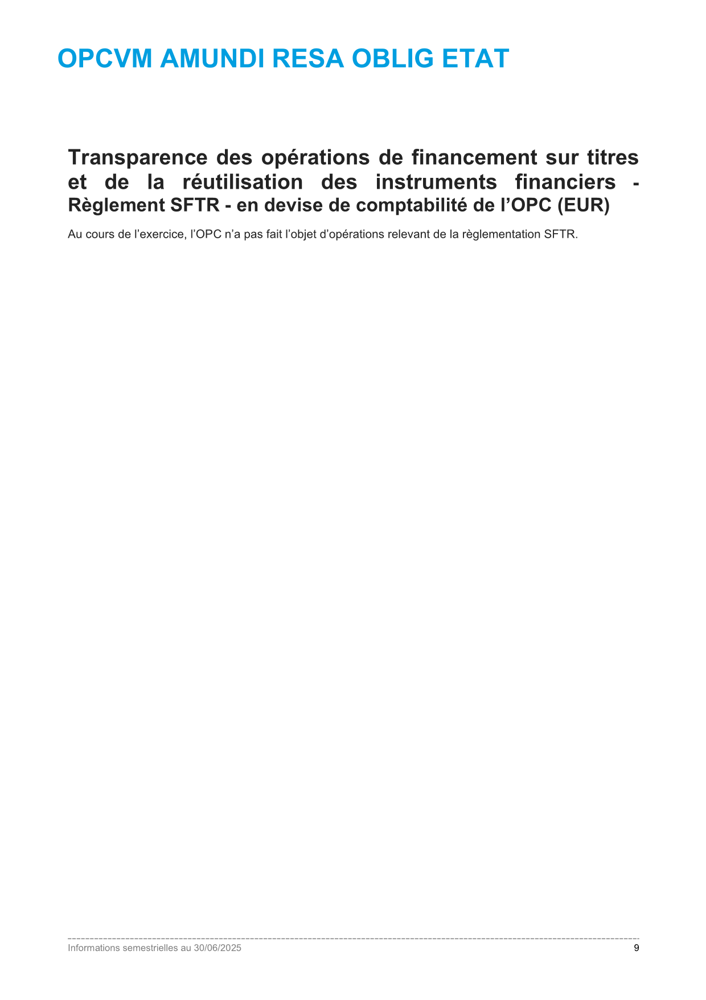 OPCVM AMUNDI RESA OBLIG ETAT
Transparence des opérations de financement sur titres
et de la réutilisation des instruments financiers -
Règlement SFTR - en devise de comptabilité de l’OPC (EUR)
Au cours de l’exercice, l’OPC n’a pas fait l’objet d’opérations relevant de la règlementation SFTR.
Informations semestrielles au 30/06/2025 9